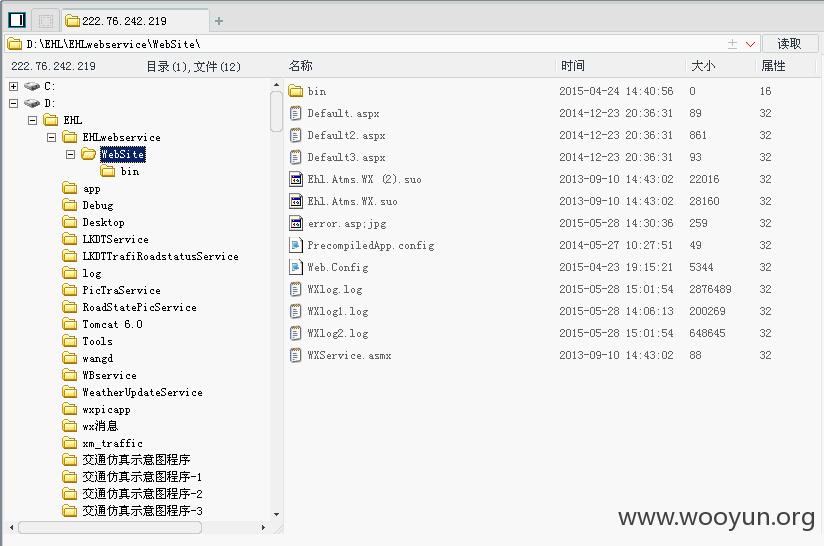 222.76.242.219
D:\EHL\EHLwebservice\WebSite\ 读取
222.76.242.219 目录(1),文件(12) 名称 时间 大小 属性
C:
D:
EHL
EHLwebservice
WebSite
bin
app
Debug
Desktop
LKDTService
LKDTTrafiRoadstatusService
log
PicTraService
RoadStatePicService
Tomcat 6.0
Tools
wangd
WBservice
WeatherUpdateService
wxpicapp
wx消息
xm_traffic
交通仿真示意图程序
交通仿真示意图程序-1
交通仿真示意图程序-2
交通仿真示意图程序-3
bin 2015-04-24 14:40:56 0 16
Default.aspx 2014-12-23 20:36:31 89 32
Default2.aspx 2014-12-23 20:36:31 861 32
Default3.aspx 2014-12-23 20:36:31 93 32
Ehl.Atms.WX (2).suo 2013-09-10 14:43:02 22016 32
Ehl.Atms.WX.suo 2013-09-10 14:43:02 28160 32
error.asp;jpg 2015-05-28 14:30:36 259 32
PrecompiledApp.config 2014-05-27 10:27:51 49 32
Web.Config 2015-04-23 19:15:21 5344 32
WXlog.log 2015-05-28 15:01:54 2876489 32
WXlog1.log 2015-05-28 14:06:13 200269 32
WXlog2.log 2015-05-28 15:01:54 648645 32
WXService.asmx 2013-09-10 14:43:02 88 32
www.wooyun.org